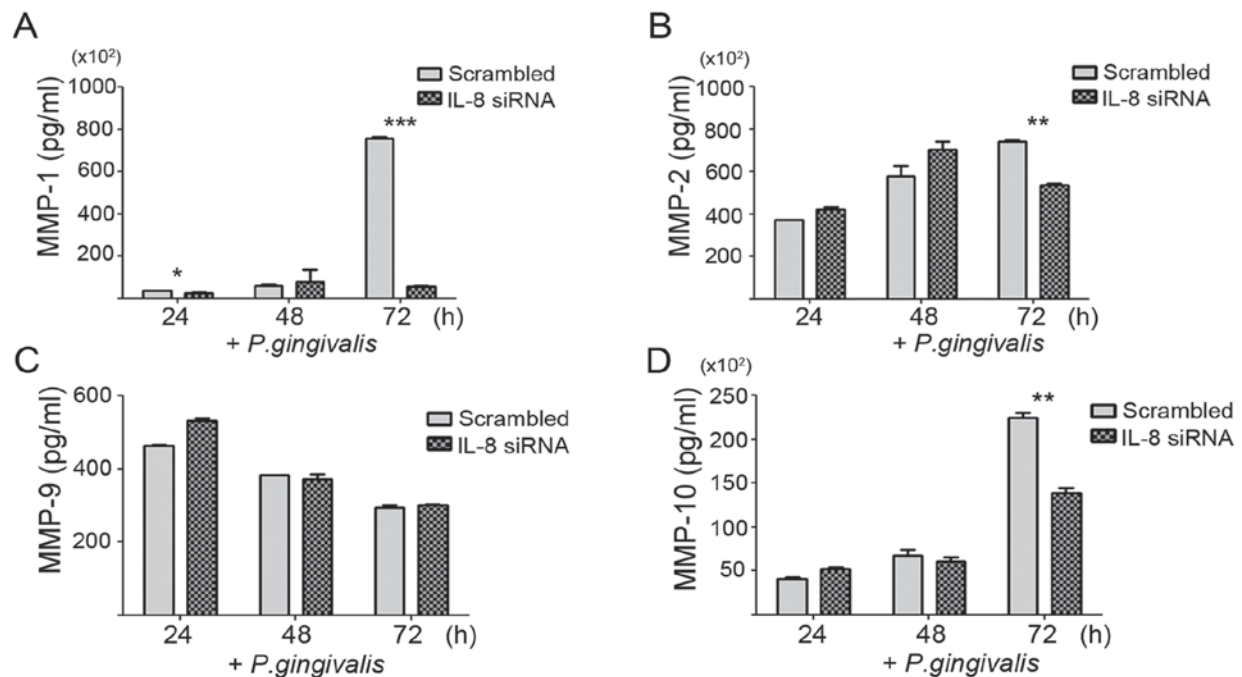 A
(x10²)
MMP-1 (pg/ml)
1000
800
600
400
200
Scrambled
IL-8 siRNA
*
***
24 48 72 (h)
+ P.gingivalis
B
(x10²)
MMP-2 (pg/ml)
1000
800
600
400
200
Scrambled
IL-8 siRNA
**
24 48 72 (h)
+ P.gingivalis
C
MMP-9 (pg/ml)
600
400
200
Scrambled
IL-8 siRNA
24 48 72 (h)
+ P.gingivalis
D
(x10²)
MMP-10 (pg/ml)
250
200
150
100
50
Scrambled
IL-8 siRNA
**
24 48 72 (h)
+ P.gingivalis